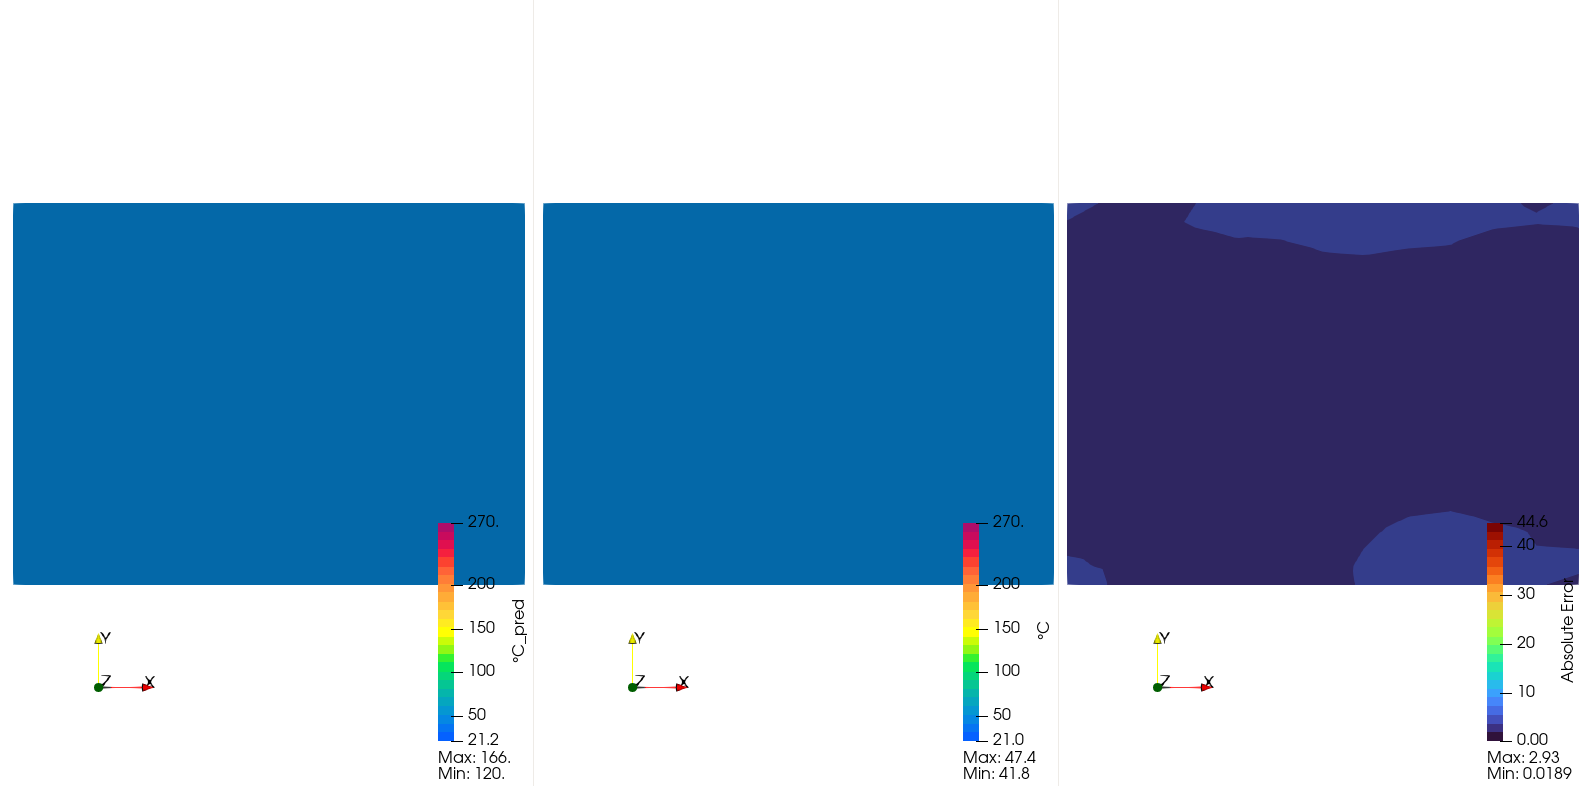 270.
200
150
100
50
21.2
°C_pred
Max: 166.
Min: 120.
Y
Z
X
270.
200
150
100
50
21.0
°C
Max: 47.4
Min: 41.8
Y
Z
X
44.6
40
30
20
10
0.00
Absolute Error
Max: 2.93
Min: 0.0189
Y
Z
X